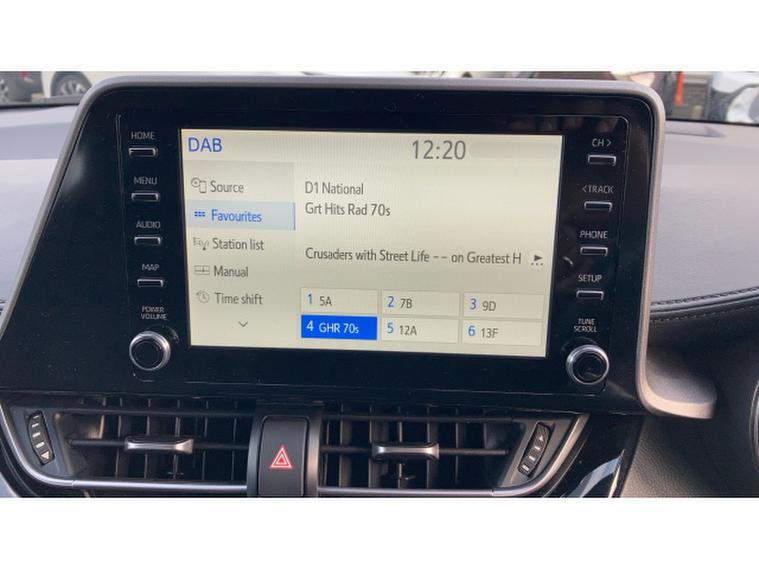 HOME
MENU
AUDIO
MAP
POWER
VOLUME
DAB
12:20
Source
Favourites
Station list
Manual
Time shift
D1 National
Grt Hits Rad 70s
Crusaders with Street Life -- on Greatest H
1 5A
2 7B
3 9D
4 GHR 70s
5 12A
6 13F
CH >
< TRACK
PHONE
SETUP
TUNE
SCROLL